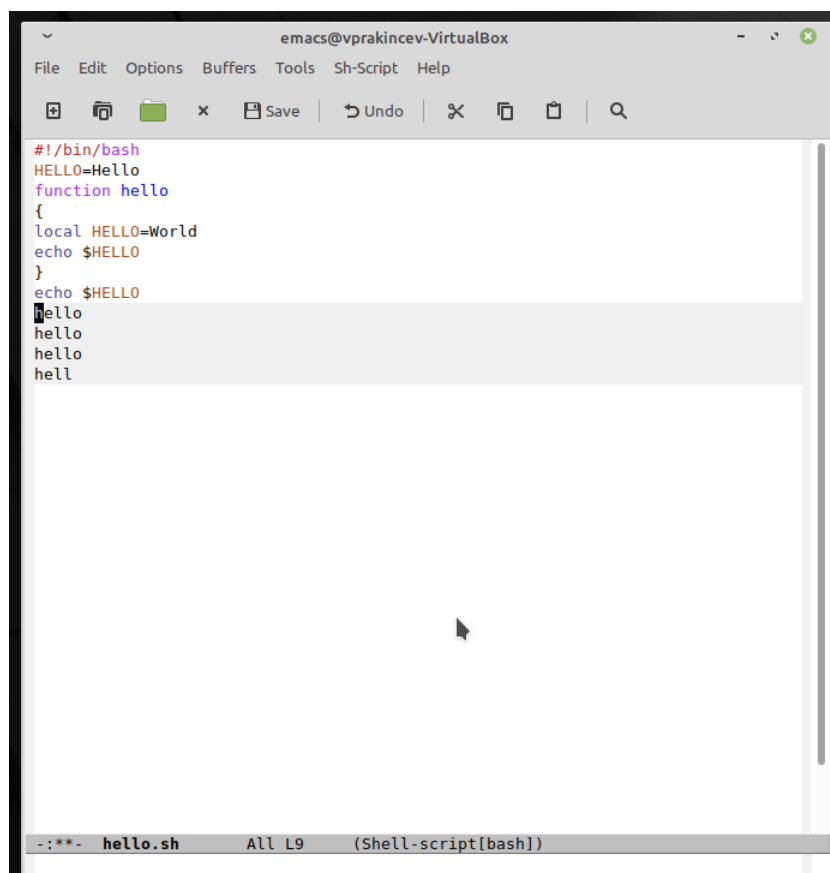 emacs@vprakincev-VirtualBox
File Edit Options Buffers Tools Sh-Script Help
Save Undo
#!/bin/bash
HELLO=Hello
function hello
{
local HELLO=World
echo $HELLO
}
echo $HELLO
hello
hello
hello
hell
-:**- hello.sh All L9 (Shell-script[bash])